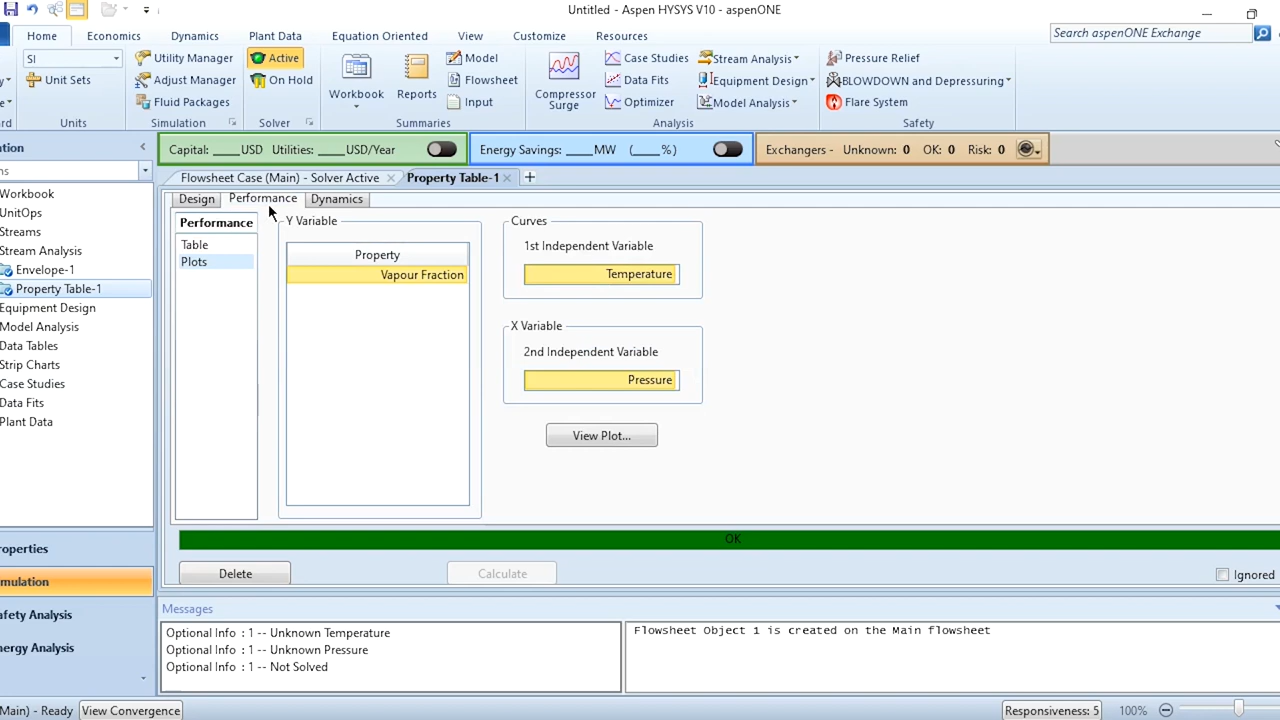 Untitled - Aspen HYSYS V10 - aspenONE
Home Economics Dynamics Plant Data Equation Oriented View Customize Resources
Search aspenONE Exchange
SI
Unit Sets
Units
Utility Manager
Adjust Manager
Fluid Packages
Simulation
Active
On Hold
Solver
Workbook
Reports
Model
Flowsheet
Input
Summaries
Compressor
Surge
Case Studies
Data Fits
Optimizer
Stream Analysis
Equipment Design
Model Analysis
Analysis
Pressure Relief
BLOWDOWN and Depressuring
Flare System
Safety
Capital: ____USD Utilities: ____USD/Year
Energy Savings: ____MW (____%)
Exchangers - Unknown: 0 OK: 0 Risk: 0
Flowsheet Case (Main) - Solver Active
Property Table-1
Workbook
UnitOps
Streams
Stream Analysis
Envelope-1
Property Table-1
Equipment Design
Model Analysis
Data Tables
Strip Charts
Case Studies
Data Fits
Plant Data
roperties
mulation
afety Analysis
nergy Analysis
Design Performance Dynamics
Performance
Table
Plots
Y Variable
Property
Vapour Fraction
Curves
1st Independent Variable
Temperature
X Variable
2nd Independent Variable
Pressure
View Plot...
OK
Delete
Calculate
Ignored
Messages
Optional Info : 1 -- Unknown Temperature
Optional Info : 1 -- Unknown Pressure
Optional Info : 1 -- Not Solved
Flowsheet Object 1 is created on the Main flowsheet
Main) - Ready
View Convergence
Responsiveness: 5
100%